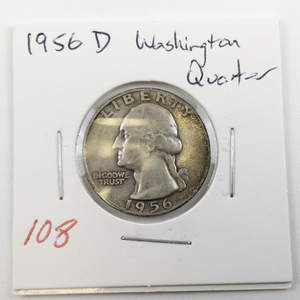 1956 D Washington
Quarter
LIBERTY
IN GOD WE
TRUST
1956
108